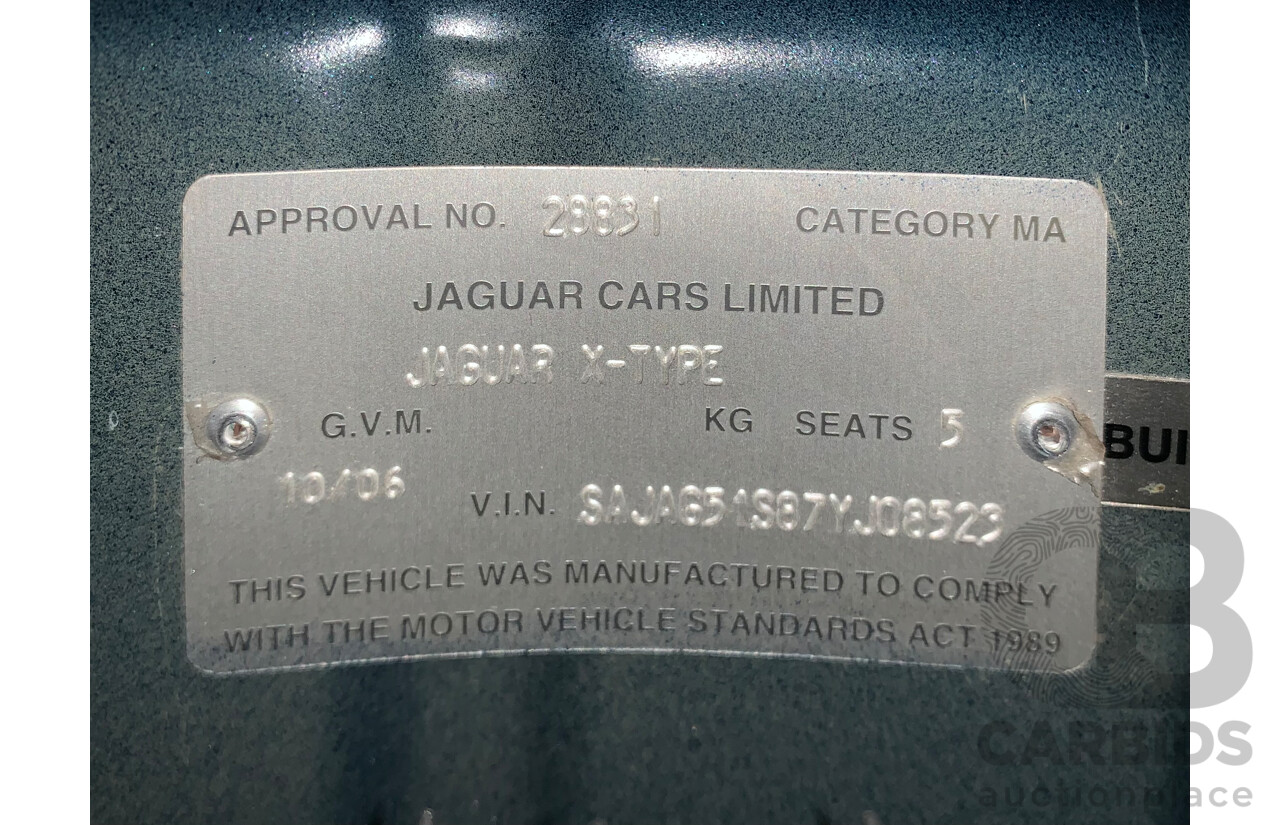 APPROVAL NO. 28831 CATEGORY MA
JAGUAR CARS LIMITED
JAGUAR X-TYPE
G.V.M. KG SEATS 5
BUI
10/06 V.I.N. SAJAG51S87YJ08523
THIS VEHICLE WAS MANUFACTURED TO COMPLY
WITH THE MOTOR VEHICLE STANDARDS ACT 1989
CB
CARBIDS
auctionplace